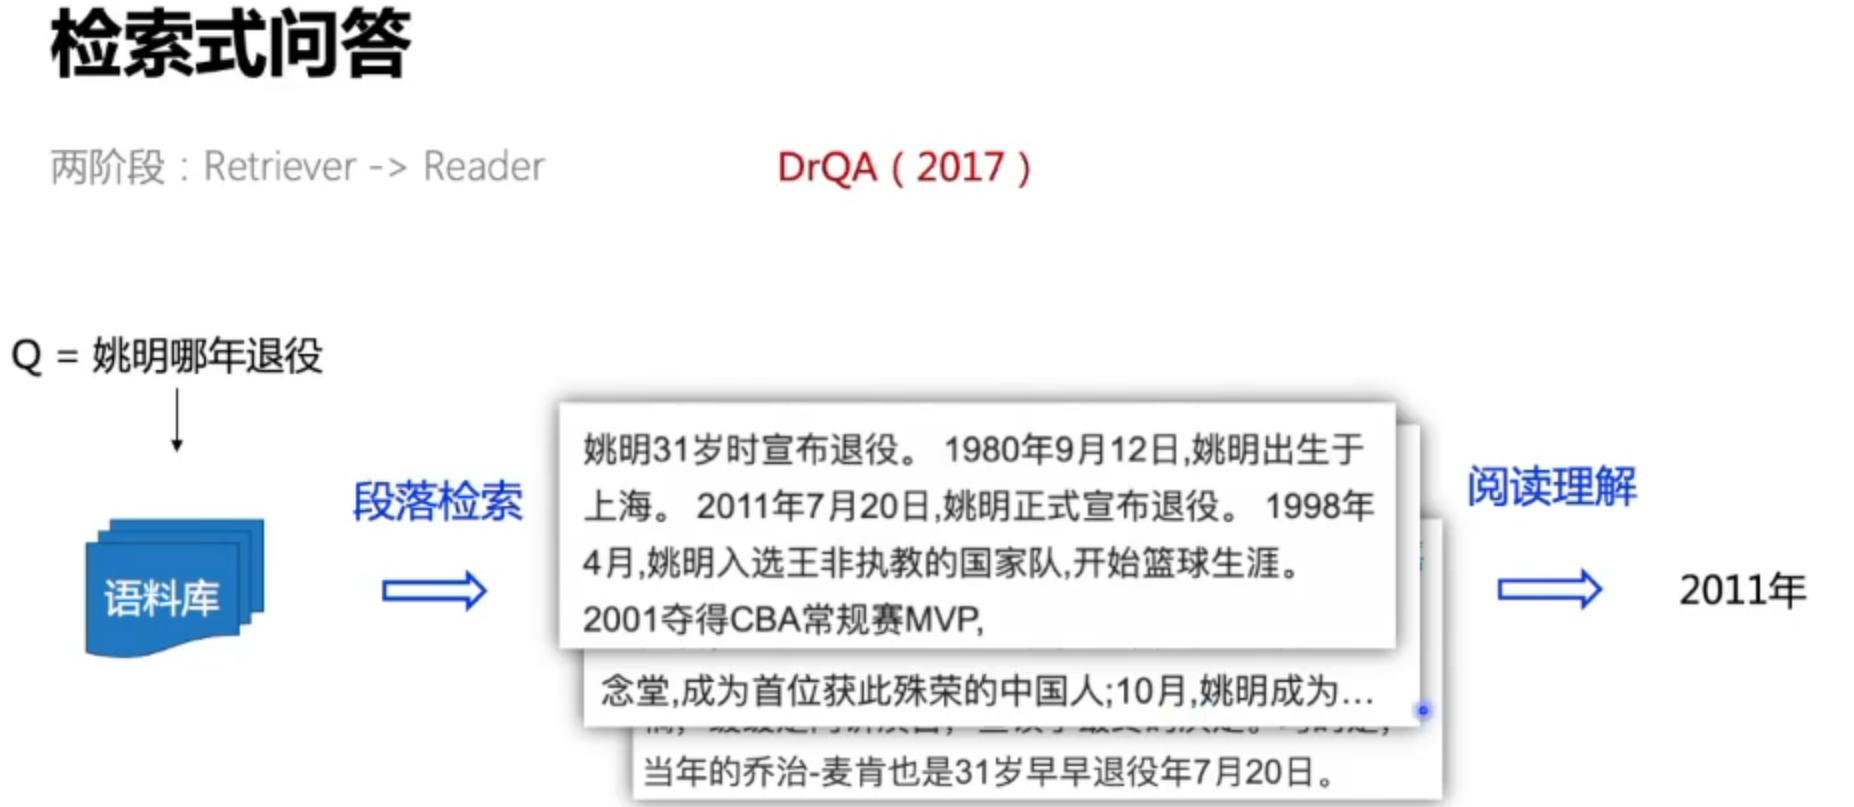 检索式问答
两阶段：Retriever -> Reader
DrQA（2017）
Q = 姚明哪年退役
语料库
段落检索
姚明31岁时宣布退役。 1980年9月12日,姚明出生于
上海。 2011年7月20日,姚明正式宣布退役。 1998年
4月,姚明入选王非执教的国家队,开始篮球生涯。
2001夺得CBA常规赛MVP,
念堂,成为首位获此殊荣的中国人;10月,姚明成为...
当年的乔治-麦肯也是31岁早早退役年7月20日。
阅读理解
2011年